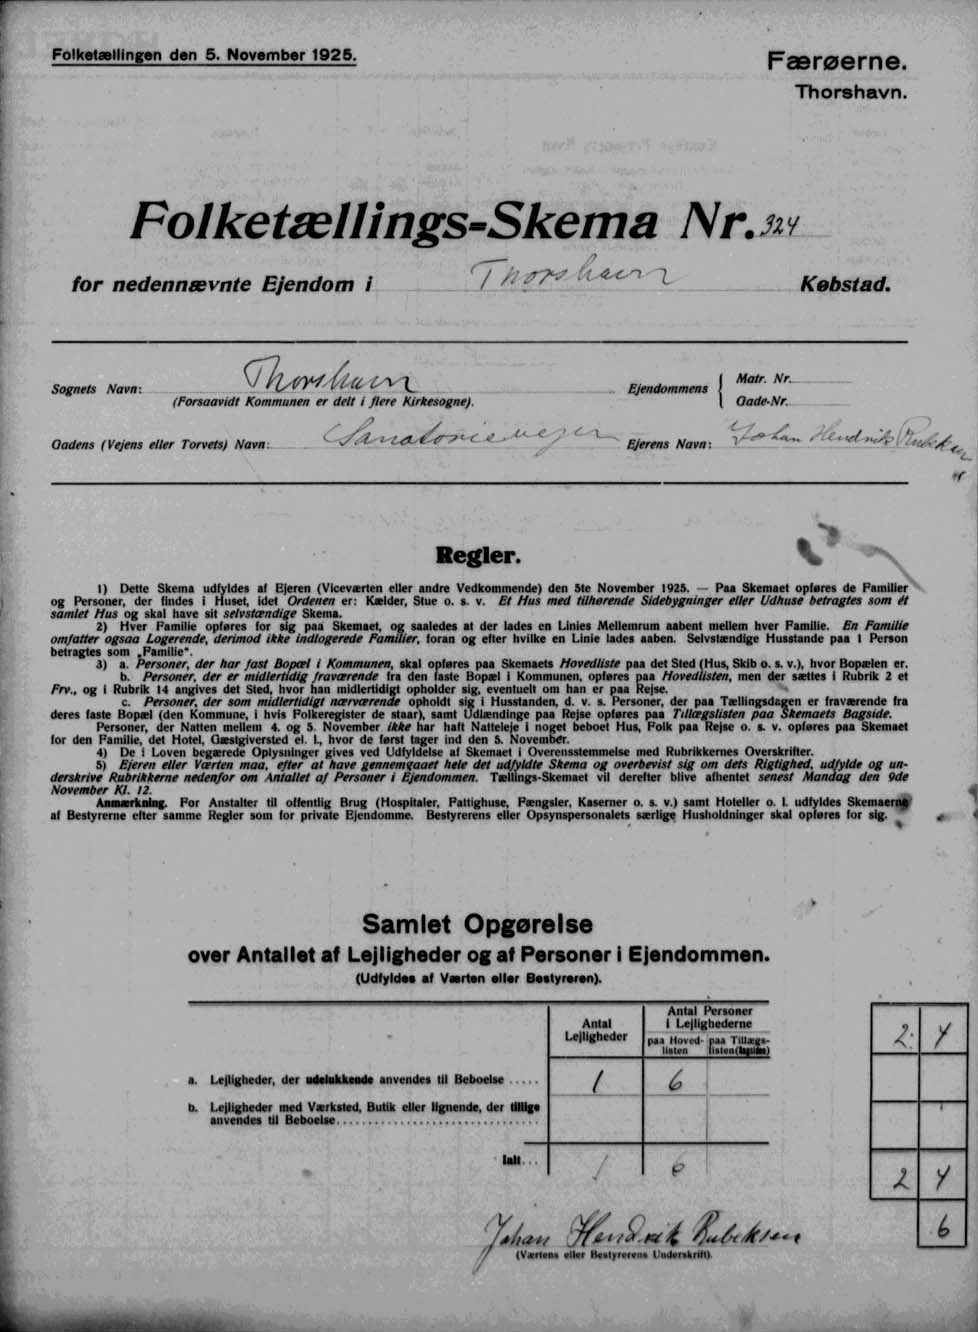 Folketællingen den 5. November 1925.
Færøerne.
Thorshavn.
Folketællings-Skema Nr. 324
for nedennævnte Ejendom i Thorshavn Købstad.
Sognets Navn: Thorshavn
(Forsaavidt Kommunen er delt i flere Kirkesogne).
Ejendommens { Matr. Nr.
Gade-Nr.
Gadens (Vejens eller Torvets) Navn: Sanatorievejen Ejerens Navn: Johan Hendrik Rubeksen
Regler.
1) Dette Skema udfyldes af Ejeren (Viceværten eller andre Vedkommende) den 5te November 1925. — Paa Skemaet opføres de Familier
og Personer, der findes i Huset, idet Ordenen er: Kælder, Stue o. s. v. Et Hus med tilhørende Sidebygninger eller Udhuse betragtes som ét
samlet Hus og skal have sit selvstændige Skema.
2) Hver Familie opføres for sig paa Skemaet, og saaledes at der lades en Linies Mellemrum aabent mellem hver Familie. En Familie
omfatter ogsaa Logerende, derimod ikke indlogerede Familier, foran og efter hvilke en Linie lades aaben. Selvstændige Husstande paa 1 Person
betragtes som „Familie“.
3) a. Personer, der har fast Bopæl i Kommunen, skal opføres paa Skemaets Hovedliste paa det Sted (Hus, Skib o. s. v.), hvor Bopælen er.
b. Personer, der er midlertidig fraværende fra den faste Bopæl i Kommunen, opføres paa Hovedlisten, men der sættes i Rubrik 2 et
Frv., og i Rubrik 14 angives det Sted, hvor han midlertidigt opholder sig, eventuelt om han er paa Rejse.
c. Personer, der som midlertidigt nærværende opholdt sig i Husstanden, d. v. s. Personer, der paa Tællingsdagen er fraværende fra
deres faste Bopæl (den Kommune, i hvis Folkeregister de staar), samt Udlændinge paa Rejse opføres paa Tillægslisten paa Skemaets Bagside.
Personer, der Natten mellem 4. og 5. November ikke har haft Natteleje i noget beboet Hus, Folk paa Rejse o. s. v. opføres paa Skemaet
for den Familie, det Hotel, Gæstgiversted el. l., hvor de først tager ind den 5. November.
4) De i Loven begærede Oplysninger gives ved Udfyldelse af Skemaet i Overensstemmelse med Rubrikkernes Overskrifter.
5) Ejeren eller Værten maa, efter at have gennemgaaet hele det udfyldte Skema og overbevist sig om dets Rigtighed, udfylde og un-
derskrive Rubrikkerne nedenfor om Antallet af Personer i Ejendommen. Tællings-Skemaet vil derefter blive afhentet senest Mandag den 9de
November Kl. 12.
Anmærkning. For Anstalter til offentlig Brug (Hospitaler, Fattighuse, Fængsler, Kaserner o. s. v.) samt Hoteller o. l. udfyldes Skemaerne
af Bestyrerne efter samme Regler som for private Ejendomme. Bestyrerens eller Opsynspersonalets særlige Husholdninger skal opføres for sig.
Samlet Opgørelse
over Antallet af Lejligheder og af Personer i Ejendommen.
(Udfyldes af Værten eller Bestyreren).
Antal Lejligheder
Antal Personer i Lejlighederne
paa Hoved-listen
paa Tillægs-listen
a. Lejligheder, der udelukkende anvendes til Beboelse ..... 1 6
b. Lejligheder med Værksted, Butik eller lignende, der tillige
anvendes til Beboelse
Ialt... 1 6
2 4
2 4
6
Johan Hendrik Rubeksen
(Værtens eller Bestyrerens Underskrift).